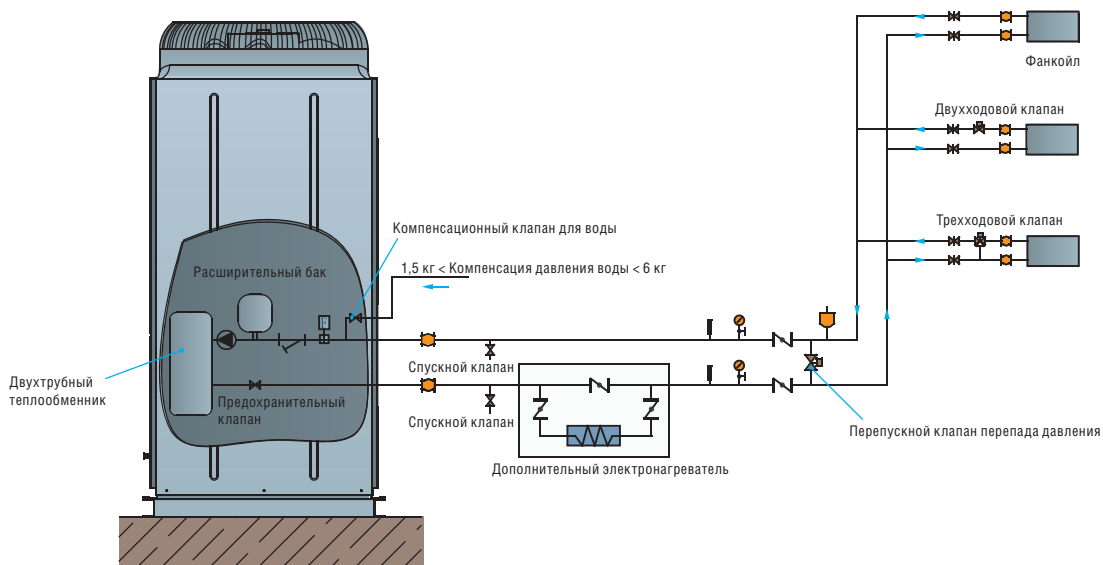 Фанкойл
Двухходовой клапан
Трехходовой клапан
Компенсационный клапан для воды
1,5 кг < Компенсация давления воды < 6 кг
Расширительный бак
Двухтрубный
теплообменник
Предохранительный
клапан
Спускной клапан
Спускной клапан
Перепускной клапан перепада давления
Дополнительный электронагреватель